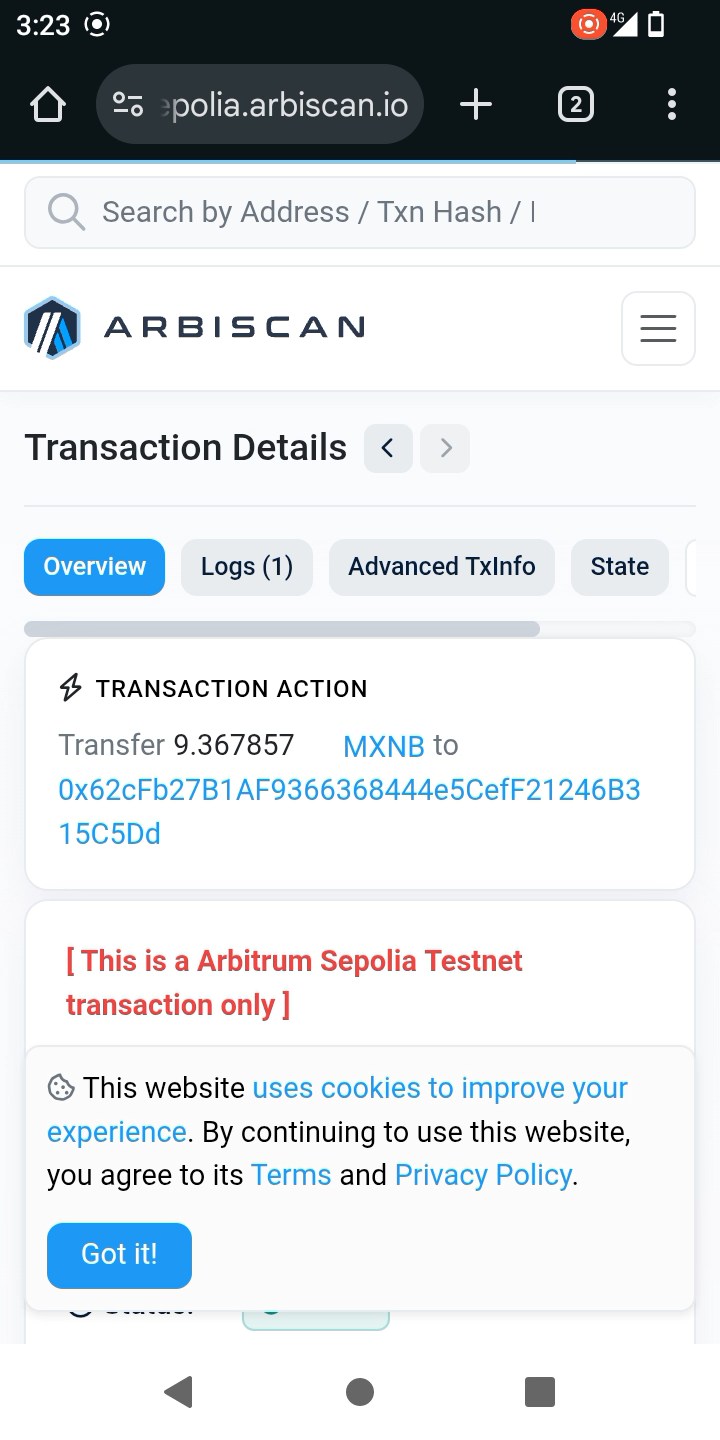 3:23
4G
epolia.arbiscan.io
2
Search by Address / Txn Hash /
ARBISCAN
Transaction Details
Overview
Logs (1)
Advanced TxInfo
State
TRANSACTION ACTION
Transfer 9.367857 MXNB to
0x62cFb27B1AF9366368444e5CefF21246B3
15C5Dd
[ This is a Arbitrum Sepolia Testnet
transaction only ]
This website uses cookies to improve your
experience. By continuing to use this website,
you agree to its Terms and Privacy Policy.
Got it!